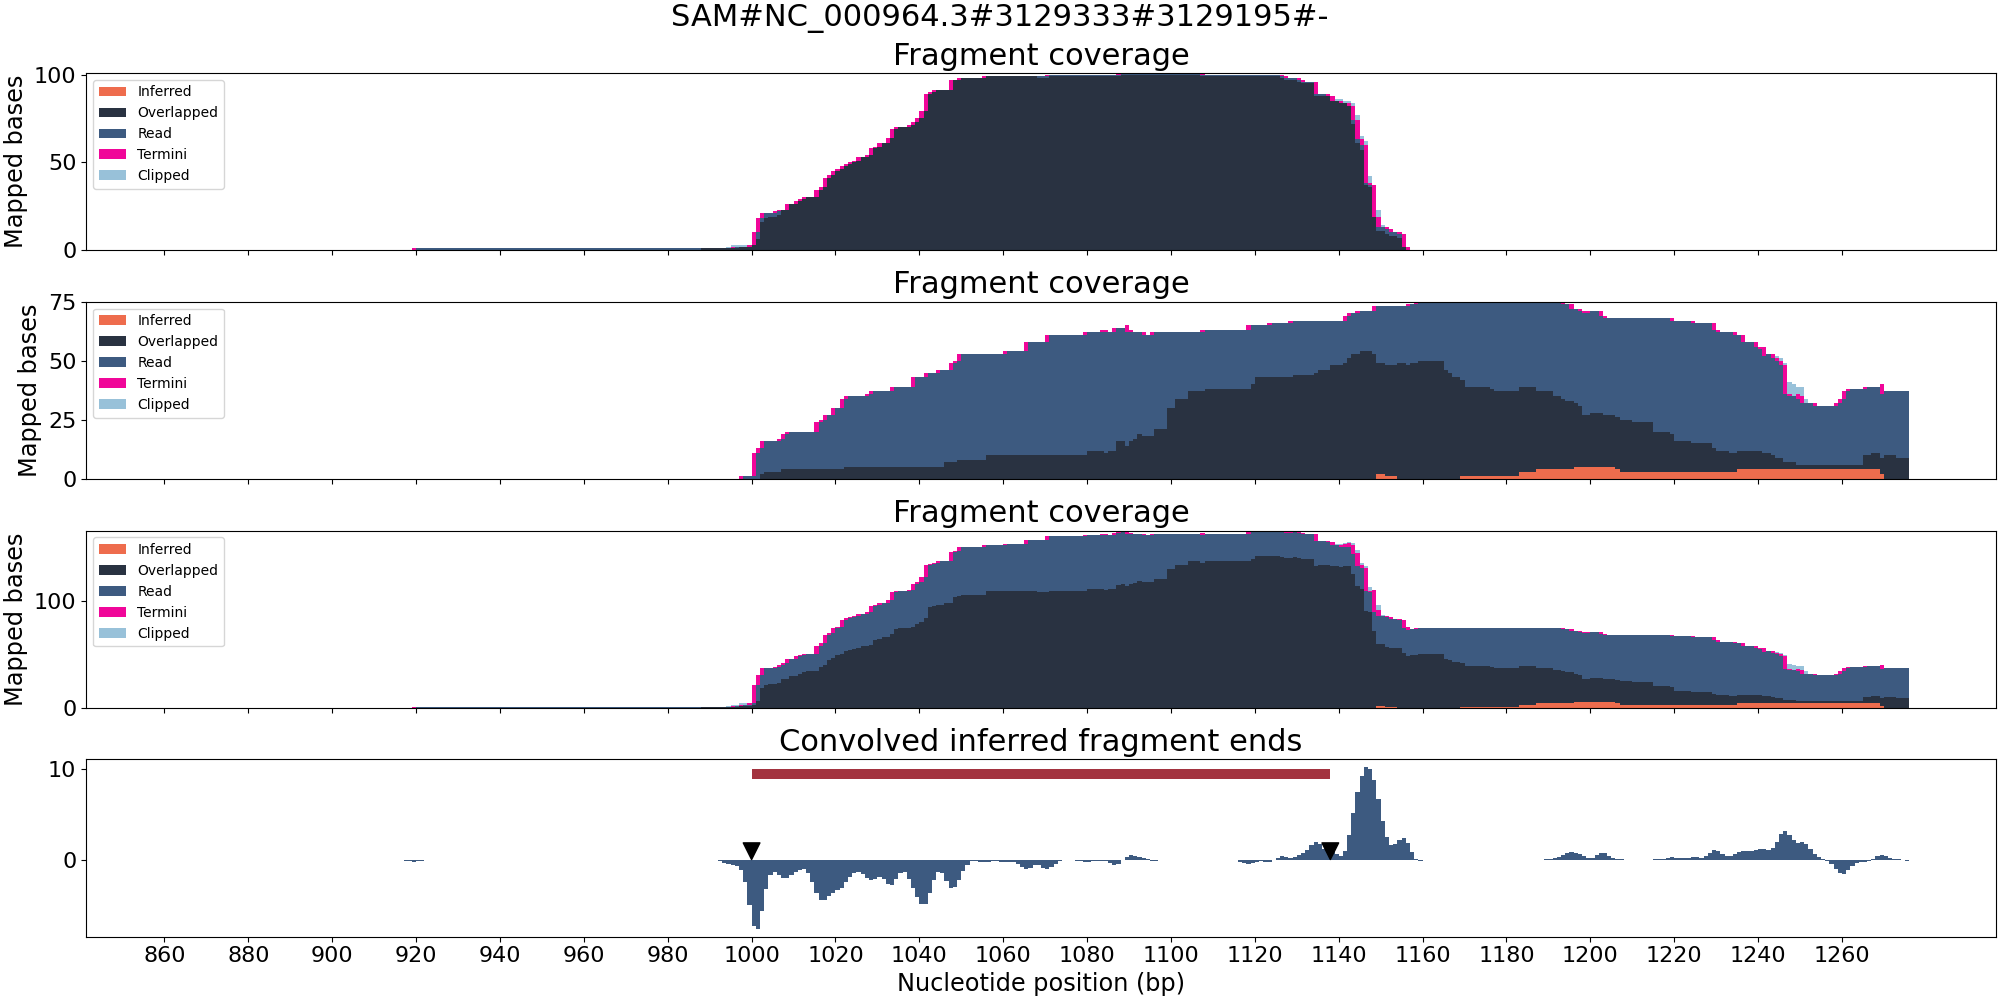 SAM#NC_000964.3#3129333#3129195#-
Fragment coverage
Mapped bases
100
50
0
Inferred
Overlapped
Read
Termini
Clipped
Fragment coverage
Mapped bases
75
50
25
0
Inferred
Overlapped
Read
Termini
Clipped
Fragment coverage
Mapped bases
100
0
Inferred
Overlapped
Read
Termini
Clipped
Convolved inferred fragment ends
10
0
860 880 900 920 940 960 980 1000 1020 1040 1060 1080 1100 1120 1140 1160 1180 1200 1220 1240 1260
Nucleotide position (bp)